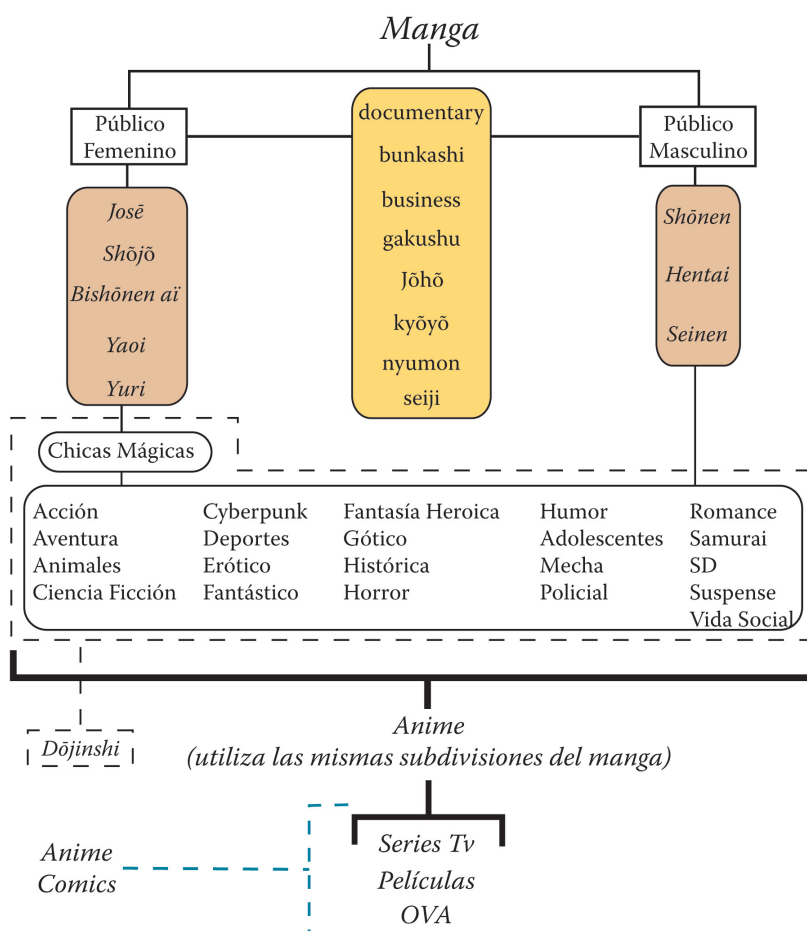 Manga
Público
Femenino
documentary
bunkashi
business
gakushu
Jõhõ
kyõyõ
nyumon
seiji
Público
Masculino
Josē
Shõjõ
Bishōnen aï
Yaoi
Yuri
Shōnen
Hentai
Seinen
Chicas Mágicas
Acción
Aventura
Animales
Ciencia Ficción
Cyberpunk
Deportes
Erótico
Fantástico
Fantasía Heroica
Gótico
Histórica
Horror
Humor
Adolescentes
Mecha
Policial
Romance
Samurai
SD
Suspense
Vida Social
Dōjinshi
Anime
(utiliza las mismas subdivisiones del manga)
Anime
Comics
Series Tv
Películas
OVA